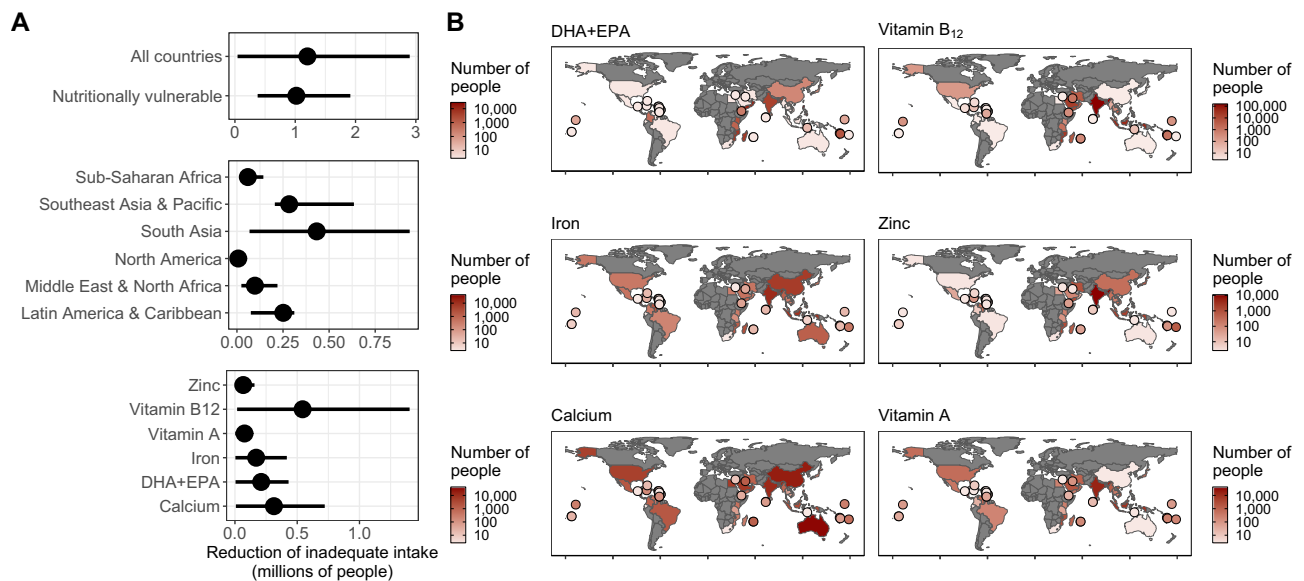 A
All countries
Nutritionally vulnerable
0 1 2 3
Sub-Saharan Africa
Southeast Asia & Pacific
South Asia
North America
Middle East & North Africa
Latin America & Caribbean
0.00 0.25 0.50 0.75
Zinc
Vitamin B12
Vitamin A
Iron
DHA+EPA
Calcium
0.0 0.5 1.0
Reduction of inadequate intake
(millions of people)
B
DHA+EPA
Number of
people
10,000
1,000
100
10
Vitamin B₁₂
Number of
people
100,000
10,000
1,000
100
10
Iron
Number of
people
10,000
1,000
100
10
Zinc
Number of
people
10,000
1,000
100
10
Calcium
Number of
people
10,000
1,000
100
10
Vitamin A
Number of
people
10,000
1,000
100
10